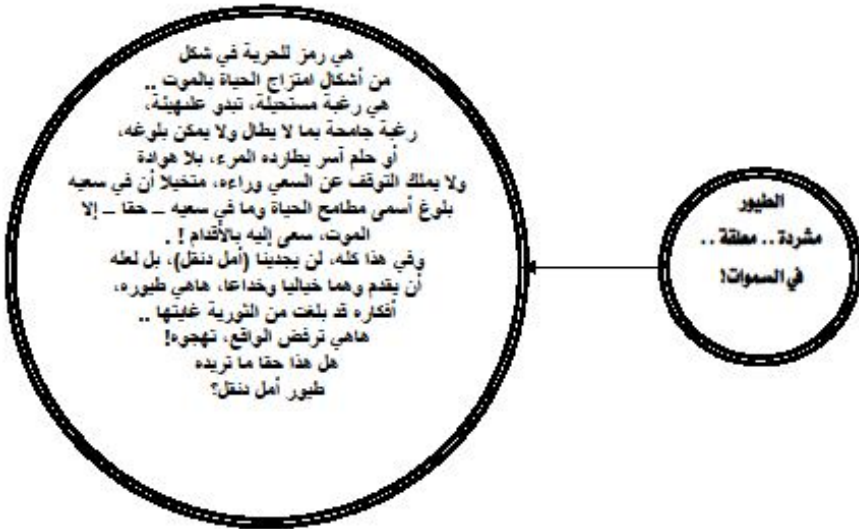 الطيور
مشردة .. معلقة ..
في السموات!
هي رمز للحرية في شكل
من أشكال امتزاج الحياة بالموت ..
هي رغبة مستحيلة، تبدو عليهيئة،
رغبة جامحة بما لا يطال ولا يمكن بلوغه،
أو حلم آسر يطارده المرء، بلا هوادة
ولا يملك التوقف عن السعي وراءه، متخيلا أن في سعيه
بلوغ أسمى مطامح الحياة وما في سعيه – حقا – إلا
الموت، سعى إليه بالأقدام ! .
وفي هذا كله، لن يجدينا (أمل دنقل)، بل لعله
أن يقدم وهما خياليا وخداعا، هاهي طيوره،
أفكاره قد بلغت من الثورية غايتها ..
هاهي ترفض الواقع، تهجوه!
هل هذا حقا ما تريده
طيور أمل دنقل؟